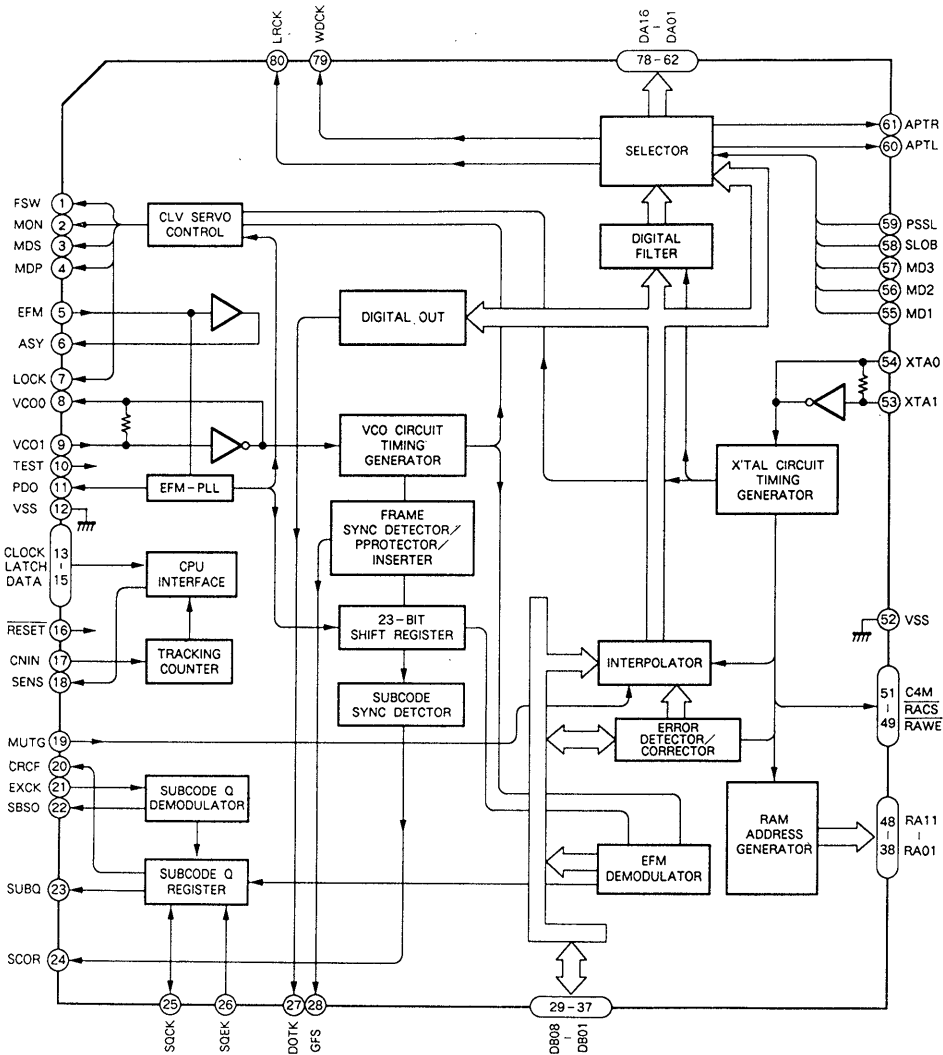 LRCK
WDCK
DA16
DA01
80
79
78-62
SELECTOR
61 APTR
60 APTL
FSW 1
MON 2
MDS 3
MDP 4
CLV SERVO
CONTROL
DIGITAL
FILTER
59 PSSL
58 SLOB
57 MD3
56 MD2
55 MD1
EFM 5
ASY 6
DIGITAL OUT
LOCK 7
VCO0 8
54 XTA0
53 XTA1
VCO1 9
TEST 10
PDO 11
VSS 12
EFM-PLL
VCO CIRCUIT
TIMING
GENERATOR
X'TAL CIRCUIT
TIMING
GENERATOR
FRAME
SYNC DETECTOR/
PPROTECTOR/
INSERTER
CLOCK
LATCH
DATA
13
15
CPU
INTERFACE
RESET 16
CNIN 17
SENS 18
TRACKING
COUNTER
23-BIT
SHIFT REGISTER
52 VSS
INTERPOLATOR
SUBCODE
SYNC DETCTOR
51
49
C4M
RACS
RAWE
ERROR
DETECTOR/
CORRECTOR
MUTG 19
CRCF 20
EXCK 21
SBSO 22
SUBCODE Q
DEMODULATOR
RAM
ADDRESS
GENERATOR
48
38
RA11
RA01
EFM
DEMODULATOR
SUBQ 23
SUBCODE Q
REGISTER
SCOR 24
25
26
27
28
29-37
SQCK
SQEK
DOTK
GFS
DB08
DB01